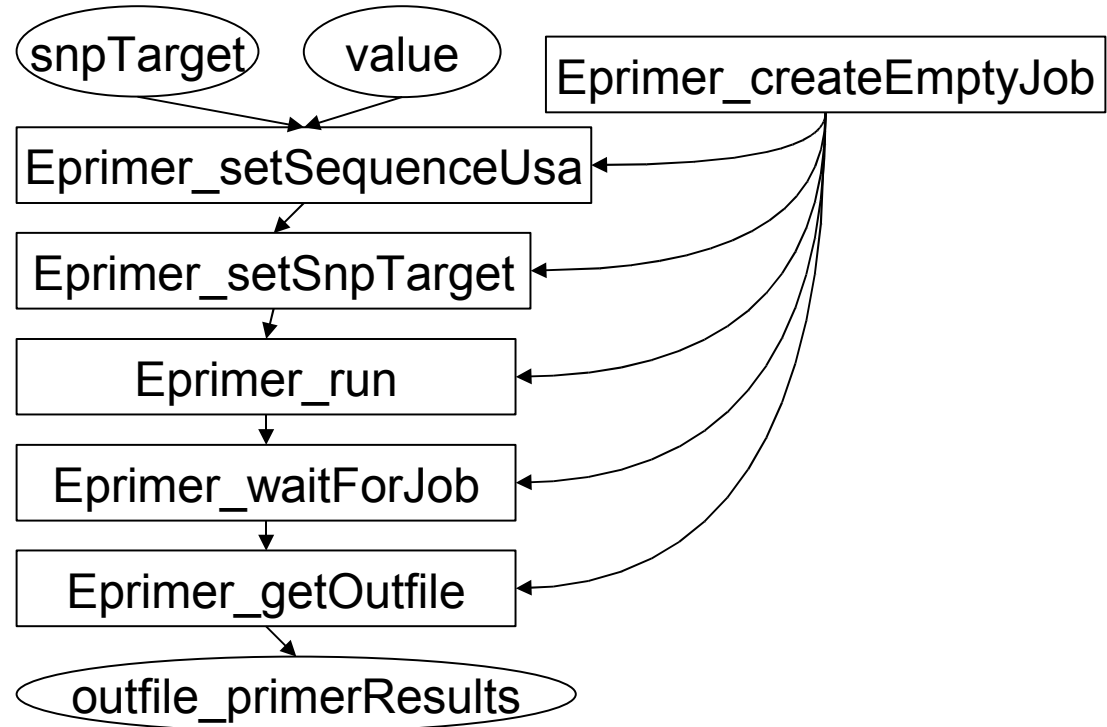 snpTarget
value
Eprimer_createEmptyJob
Eprimer_setSequenceUsa
Eprimer_setSnpTarget
Eprimer_run
Eprimer_waitForJob
Eprimer_getOutfile
outfile_primerResults